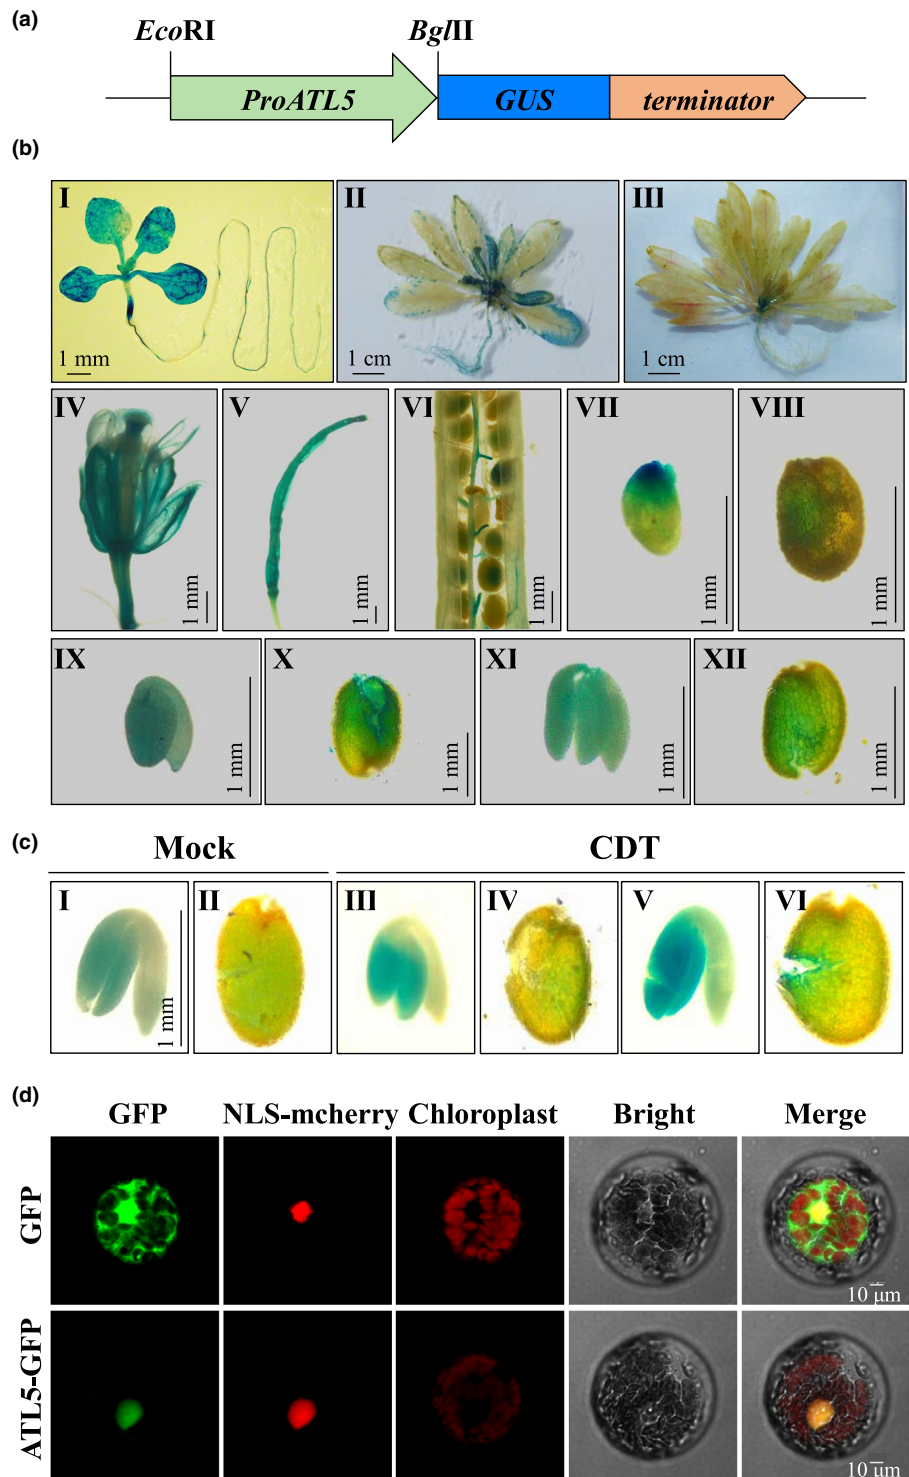 (a)
EcoRI BglII
ProATL5 GUS terminator
(b)
I II III
1 mm 1 cm 1 cm
IV V VI VII VIII
1 mm 1 mm 1 mm 1 mm 1 mm
IX X XI XII
1 mm 1 mm 1 mm 1 mm
(c)
Mock CDT
I II III IV V VI
1 mm
(d)
GFP NLS-mcherry Chloroplast Bright Merge
GFP
10 µm
ATL5-GFP
10 µm